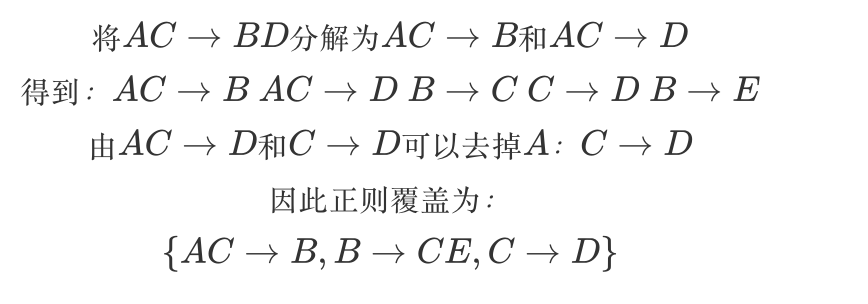 将AC → BD分解为AC → B和AC → D
得到：AC → B AC → D B → C C → D B → E
由AC → D和C → D可以去掉A：C → D
因此正则覆盖为：
{AC → B, B → CE, C → D}